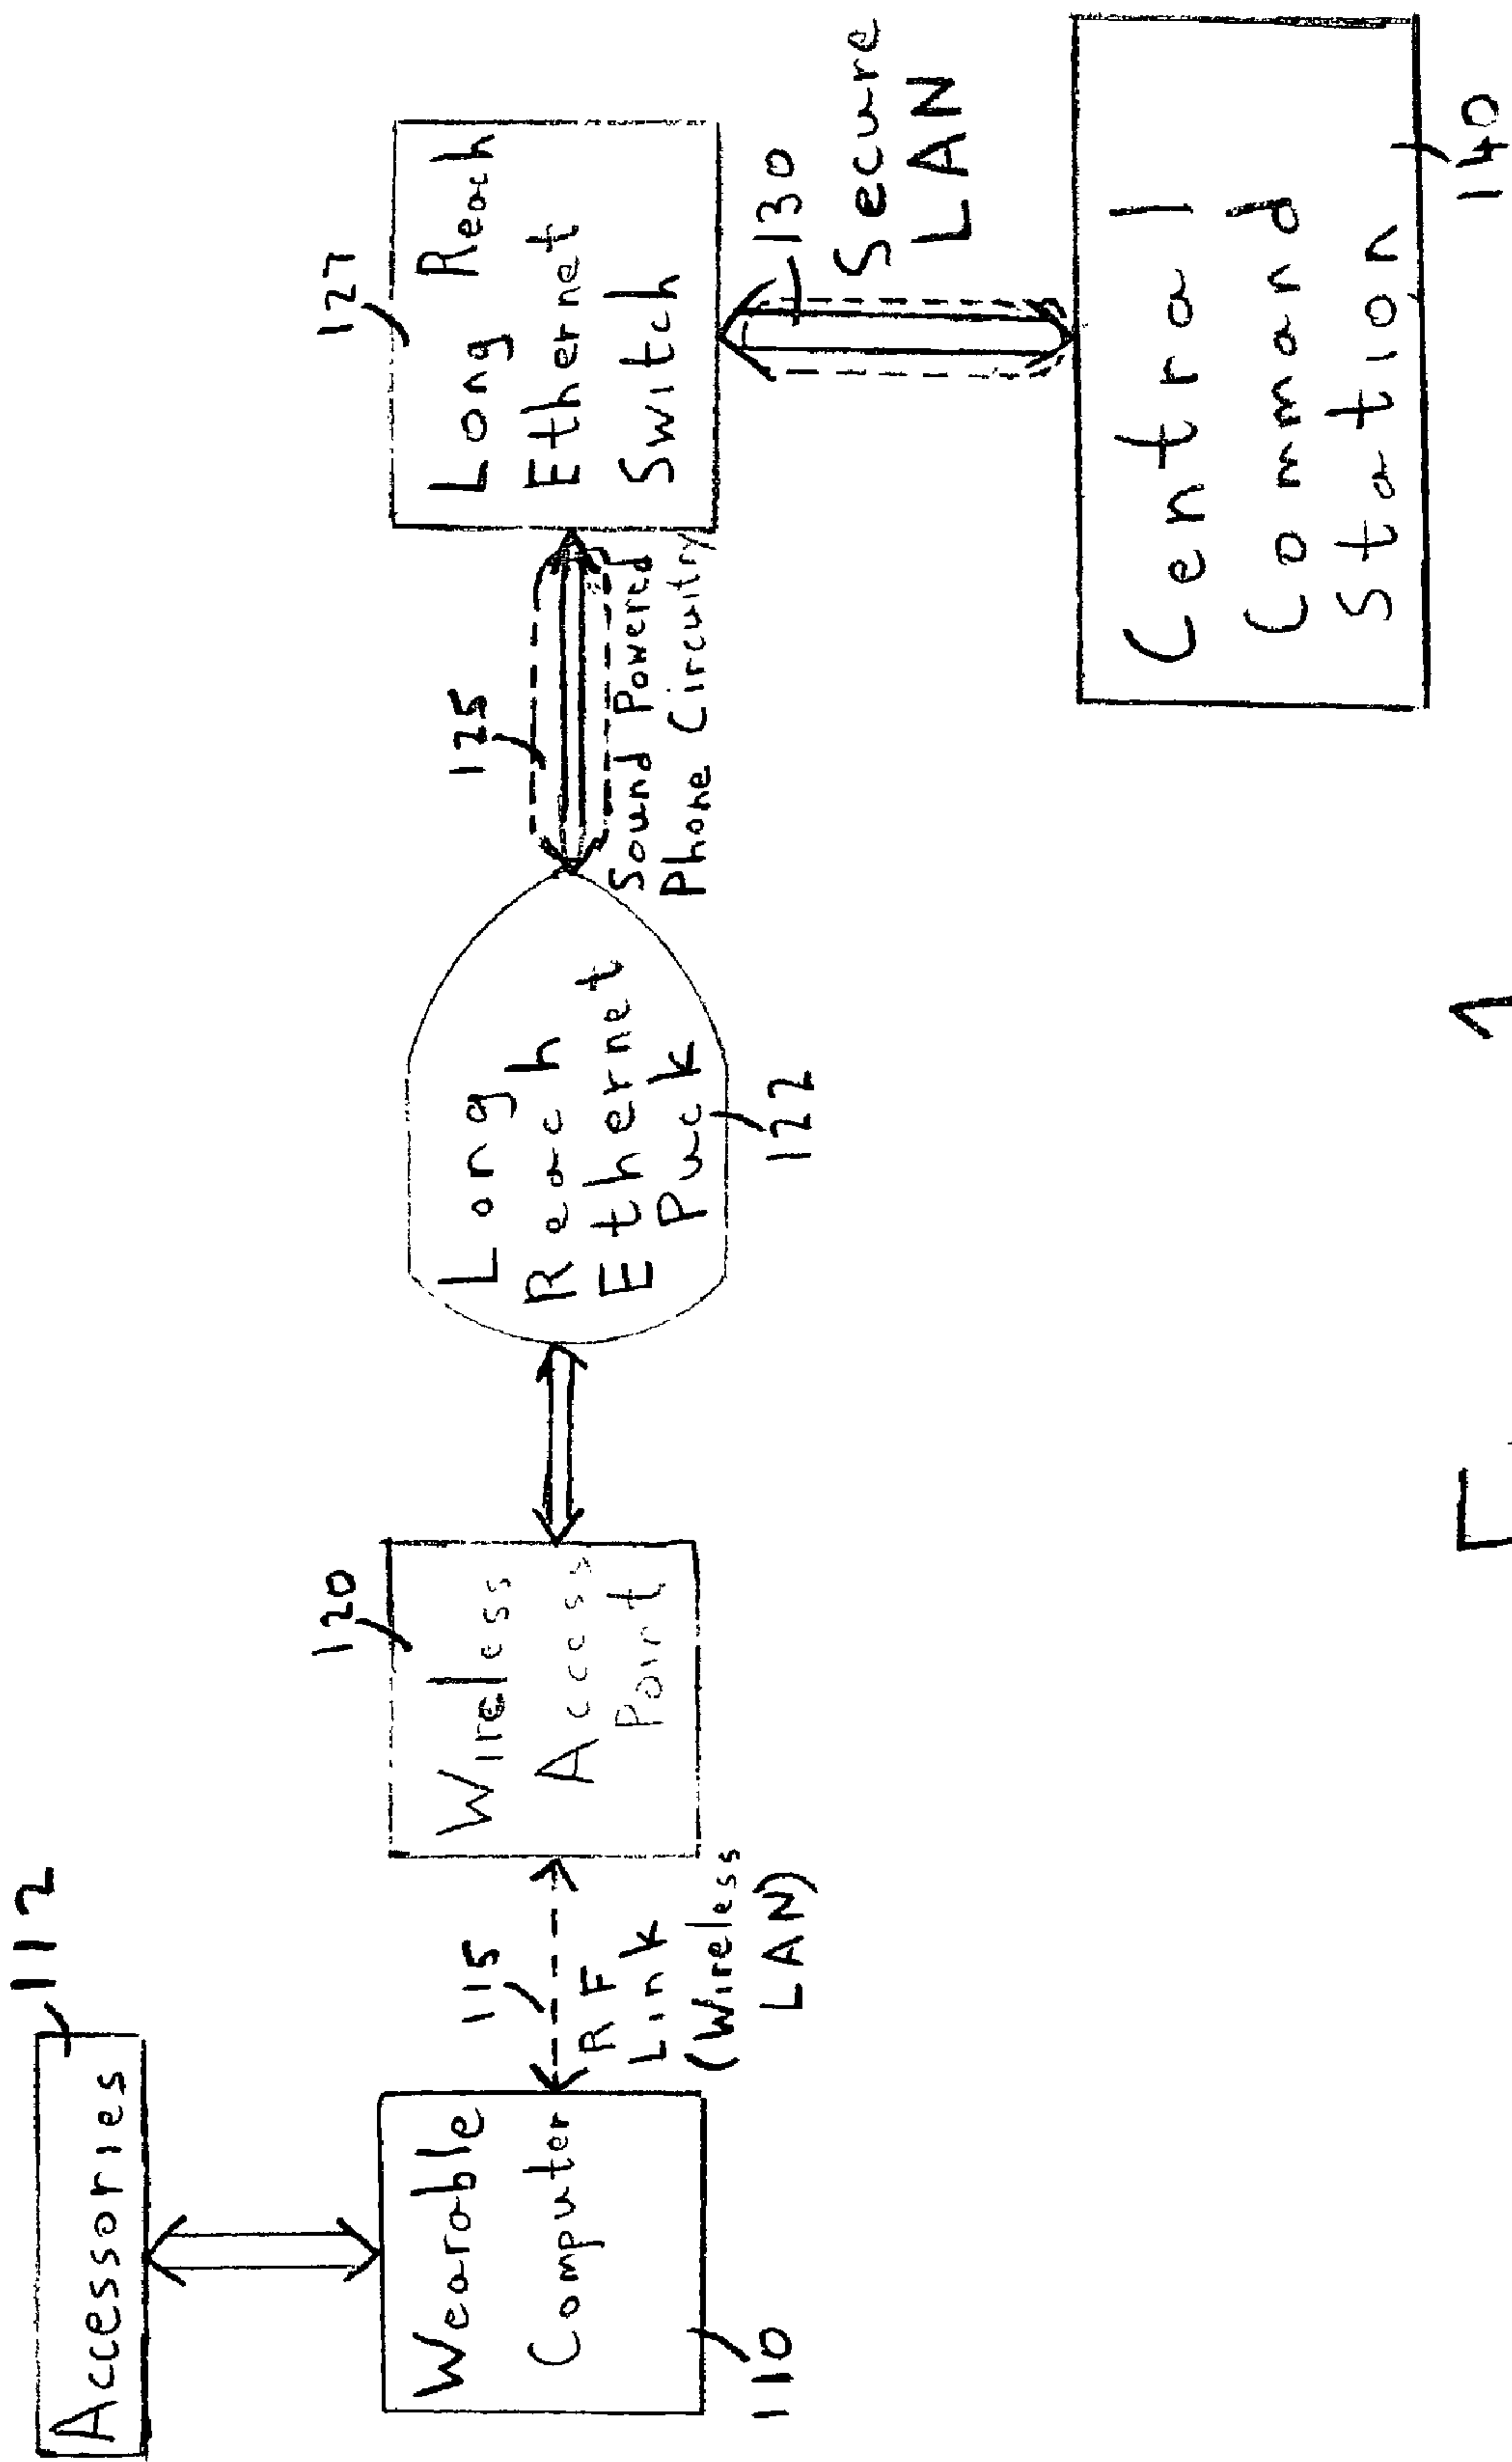 112
Accessories
Wearable
Computer
110
115
RF
Link
(Wireless
LAN)
120
Wireless
Access
Point
Long
Reach
Ethernet
Puck
122
125
Sound Powered
Phone Circuitry
127
Long Reach
Ethernet
Switch
130
Secure
LAN
Central
Command
Station
140